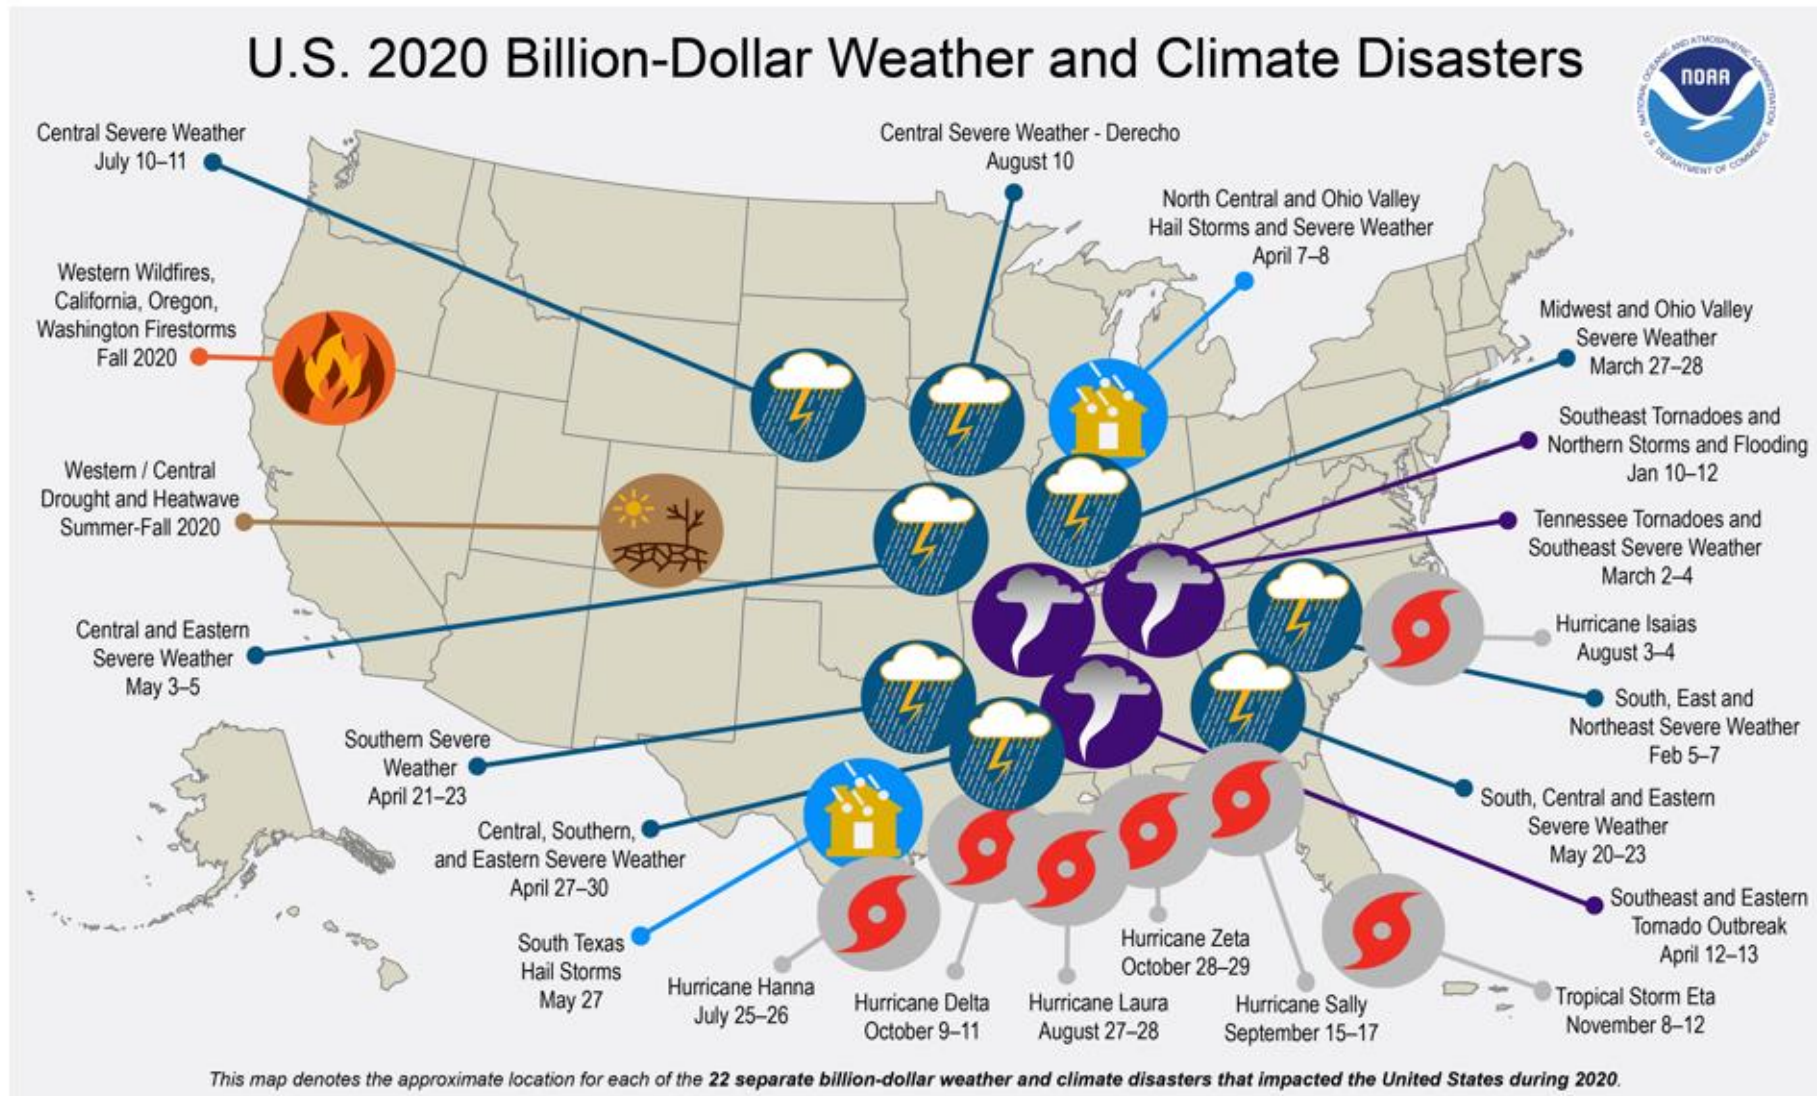 U.S. 2020 Billion-Dollar Weather and Climate Disasters
NOAA
NATIONAL OCEANIC AND ATMOSPHERIC ADMINISTRATION
U.S. DEPARTMENT OF COMMERCE
Central Severe Weather
July 10–11
Central Severe Weather - Derecho
August 10
North Central and Ohio Valley
Hail Storms and Severe Weather
April 7–8
Western Wildfires,
California, Oregon,
Washington Firestorms
Fall 2020
Midwest and Ohio Valley
Severe Weather
March 27–28
Southeast Tornadoes and
Northern Storms and Flooding
Jan 10–12
Western / Central
Drought and Heatwave
Summer-Fall 2020
Tennessee Tornadoes and
Southeast Severe Weather
March 2–4
Central and Eastern
Severe Weather
May 3–5
Hurricane Isaias
August 3–4
South, East and
Northeast Severe Weather
Feb 5–7
Southern Severe
Weather
April 21–23
South, Central and Eastern
Severe Weather
May 20–23
Central, Southern,
and Eastern Severe Weather
April 27–30
Southeast and Eastern
Tornado Outbreak
April 12–13
South Texas
Hail Storms
May 27
Hurricane Hanna
July 25–26
Hurricane Delta
October 9–11
Hurricane Laura
August 27–28
Hurricane Zeta
October 28–29
Hurricane Sally
September 15–17
Tropical Storm Eta
November 8–12
This map denotes the approximate location for each of the 22 separate billion-dollar weather and climate disasters that impacted the United States during 2020.